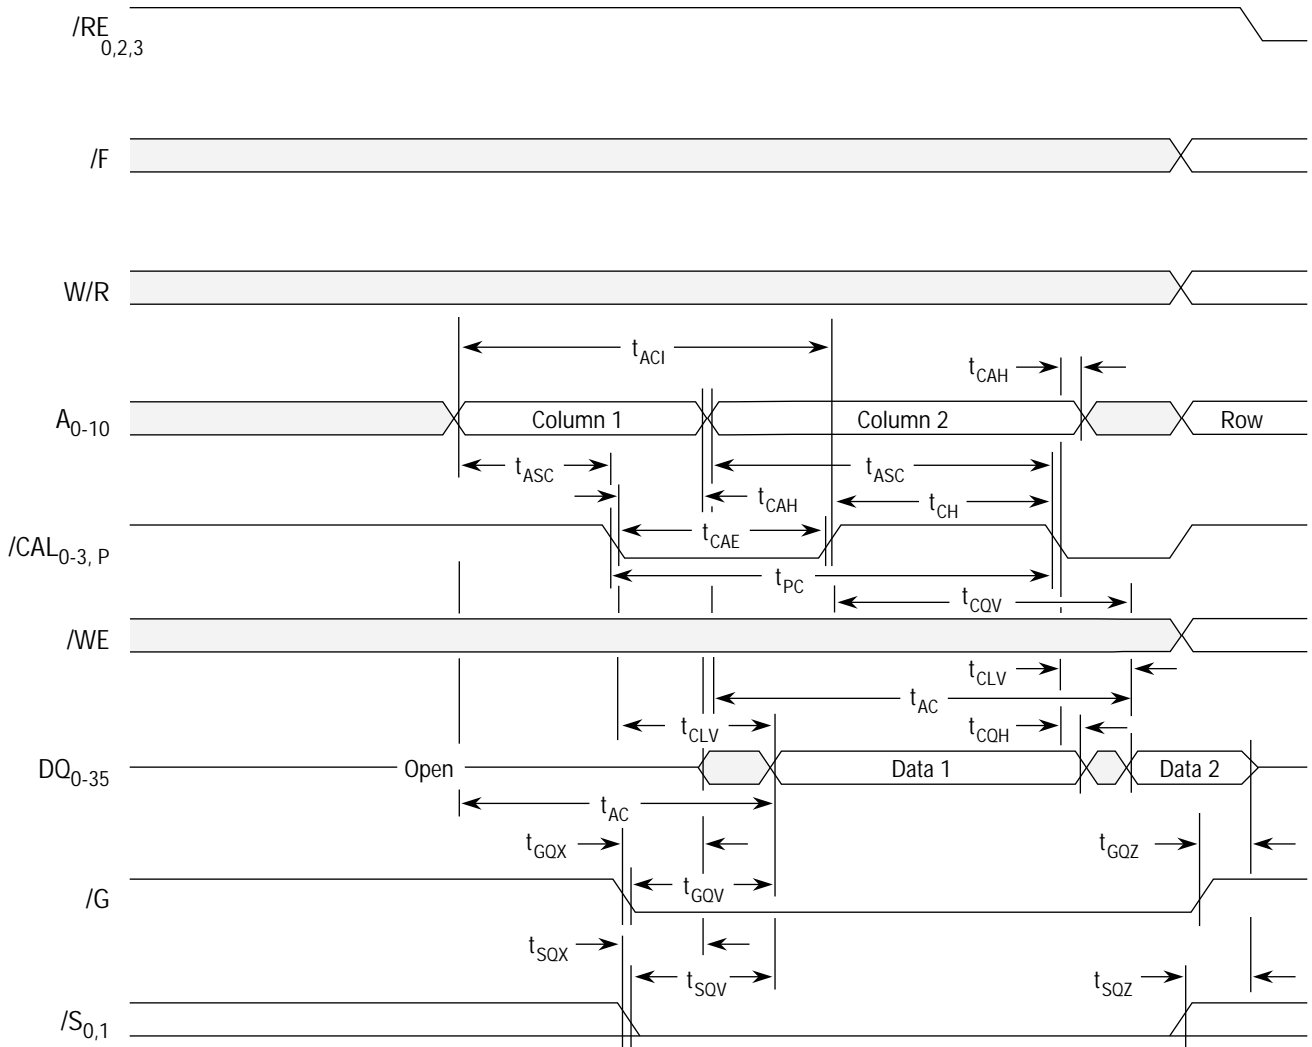 /RE0,2,3
/F
W/R
tACI
tCAH
A0-10
Column 1
Column 2
Row
tASC
tASC
tCAH
tCH
/CAL0-3, P
tCAE
tPC
tCQV
/WE
tCLV
tAC
tCLV
tCQH
DQ0-35
Open
Data 1
Data 2
tAC
tGQX
tGQZ
/G
tGQV
tSQX
tSQV
tSQZ
/S0,1